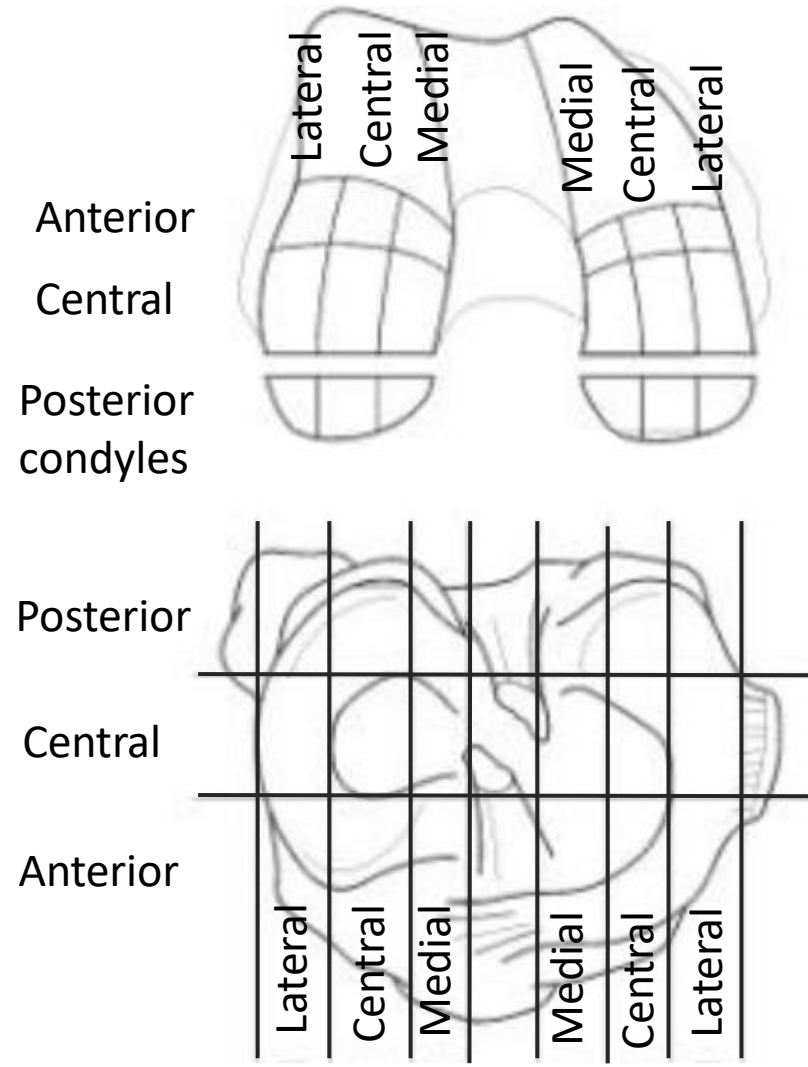 Lateral
Central
Medial
Medial
Central
Lateral
Anterior
Central
Posterior
condyles
Posterior
Central
Anterior
Lateral
Central
Medial
Medial
Central
Lateral